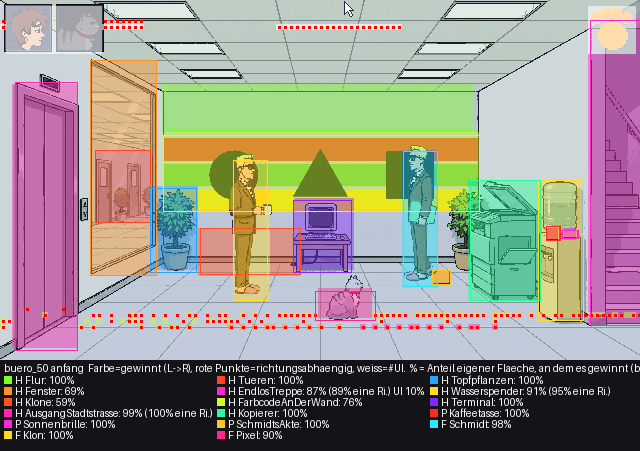 buero_50 anfang Farbe=gewinnt (L->R), rote Punkte=richtungsabhaengig, weiss=#UI. % = Anteil eigener Flaeche, an dem es gewinnt (b
H Flur: 100% H Tueren: 100% H Topfpflanzen: 100%
H Fenster: 69% H EndlosTreppe: 87% (89% eine Ri.) UI 10% H Wasserspender: 91% (95% eine Ri.)
H Klone: 59% H FarbcodeAnDerWand: 76% H Terminal: 100%
H AusgangStadtstrasse: 99% (100% eine Ri.) H Kopierer: 100% P Kaffeetasse: 100%
P Sonnenbrille: 100% P SchmidtsAkte: 100% F Schmidt: 98%
F Klon: 100% F Pixel: 90%